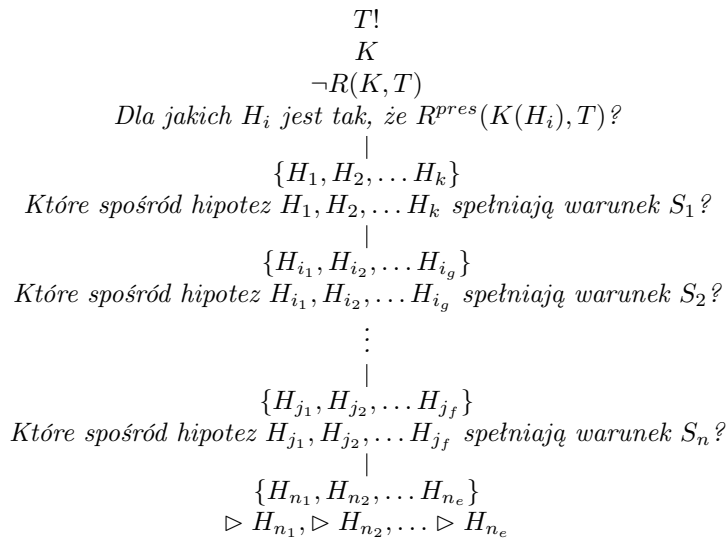 T!
K
¬R(K, T)
Dla jakich H_i jest tak, że R^{pres}(K(H_i), T)?
|
{H_1, H_2, . . . H_k}
Które spośród hipotez H_1, H_2, . . . H_k spełniają warunek S_1?
|
{H_{i_1}, H_{i_2}, . . . H_{i_g}}
Które spośród hipotez H_{i_1}, H_{i_2}, . . . H_{i_g} spełniają warunek S_2?
⋮
|
{H_{j_1}, H_{j_2}, . . . H_{j_f}}
Które spośród hipotez H_{j_1}, H_{j_2}, . . . H_{j_f} spełniają warunek S_n?
|
{H_{n_1}, H_{n_2}, . . . H_{n_e}}
▷ H_{n_1}, ▷ H_{n_2}, . . . ▷ H_{n_e}